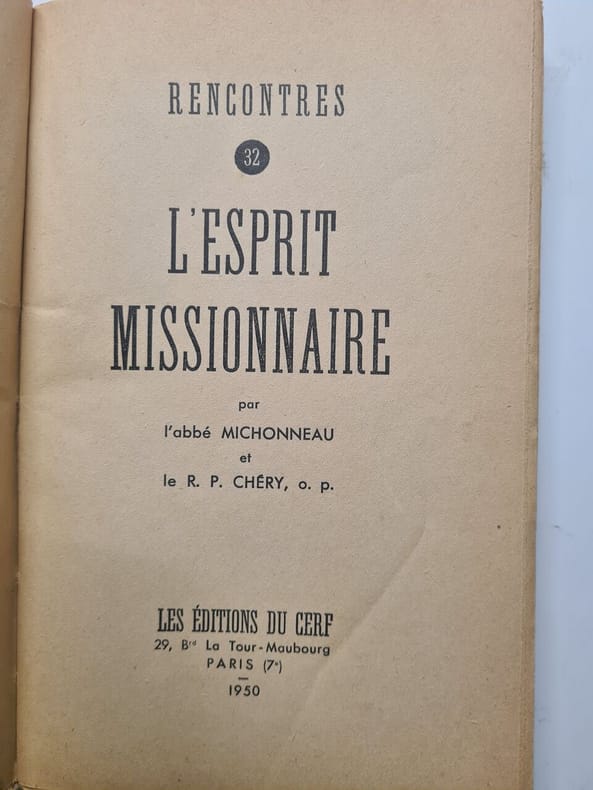 RENCONTRES
32
L'ESPRIT
MISSIONNAIRE
par
l'abbé MICHONNEAU
et
le R. P. CHÉRY, o. p.
LES ÉDITIONS DU CERF
29, Brd La Tour-Maubourg
PARIS (7e)
1950